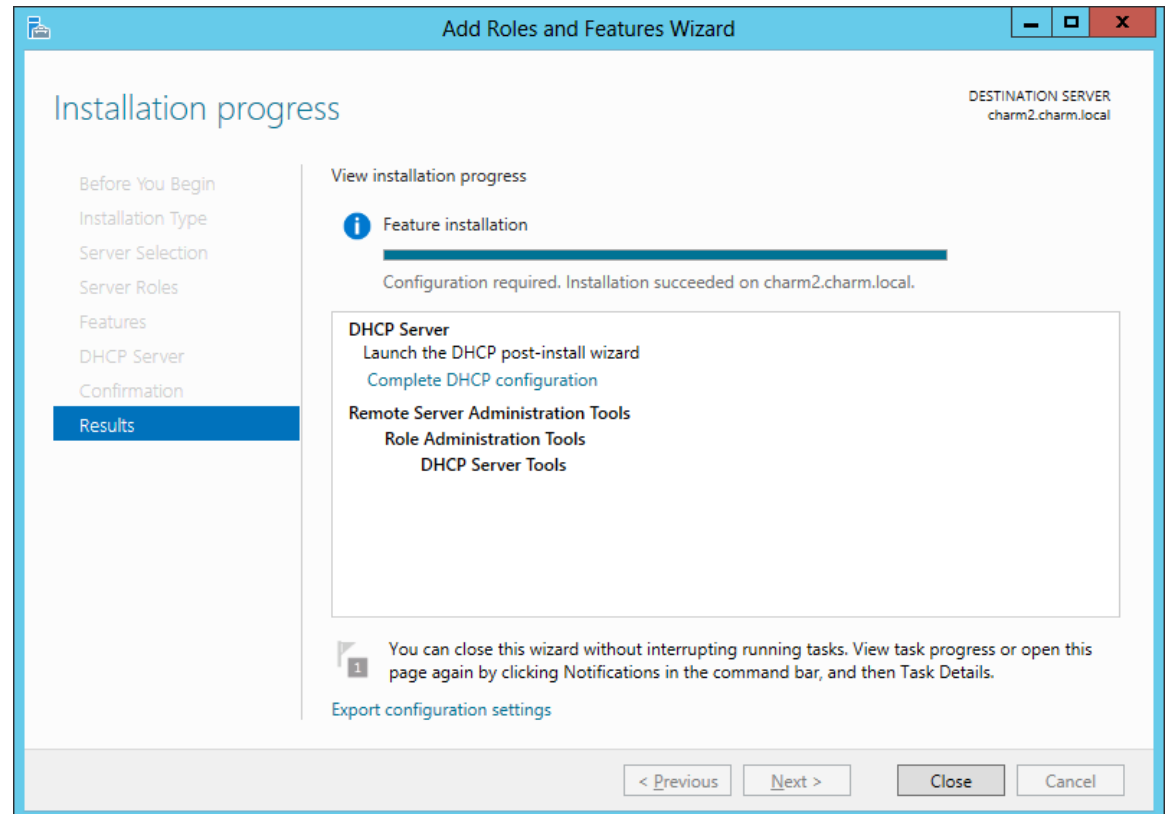 Add Roles and Features Wizard
Installation progress
DESTINATION SERVER
charm2.charm.local
Before You Begin
Installation Type
Server Selection
Server Roles
Features
DHCP Server
Confirmation
Results
View installation progress
Feature installation
Configuration required. Installation succeeded on charm2.charm.local.
DHCP Server
Launch the DHCP post-install wizard
Complete DHCP configuration
Remote Server Administration Tools
Role Administration Tools
DHCP Server Tools
1
You can close this wizard without interrupting running tasks. View task progress or open this
page again by clicking Notifications in the command bar, and then Task Details.
Export configuration settings
< Previous
Next >
Close
Cancel